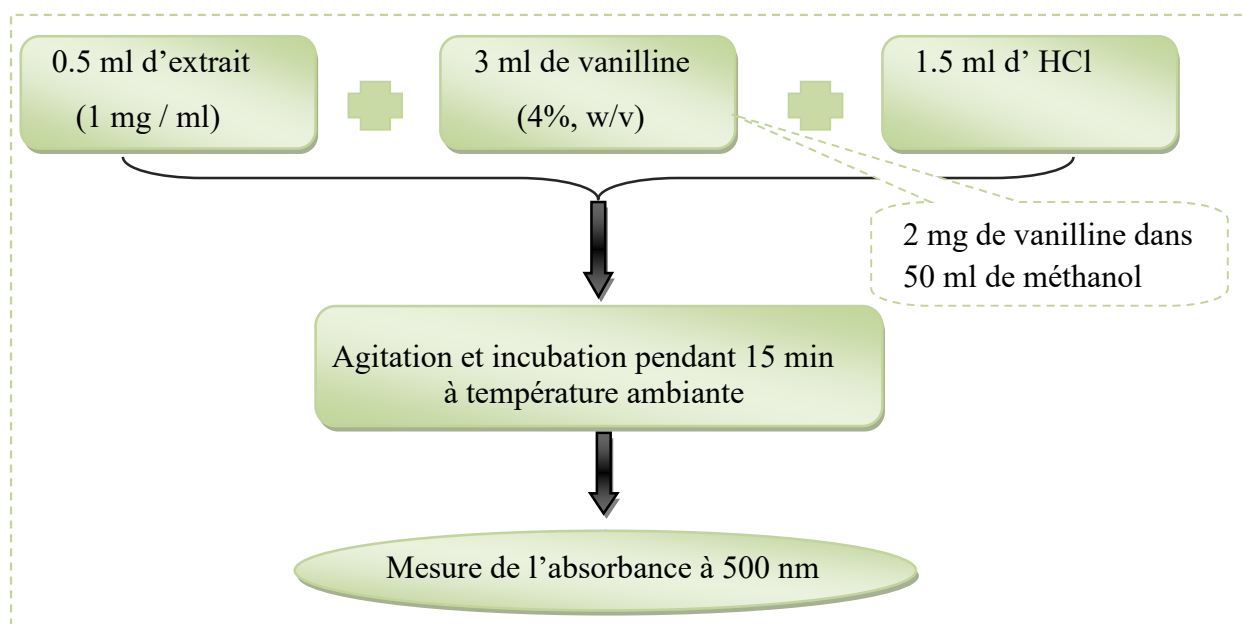 0.5 ml d’extrait
(1 mg / ml)
3 ml de vanilline
(4%, w/v)
1.5 ml d’ HCl
2 mg de vanilline dans
50 ml de méthanol
Agitation et incubation pendant 15 min
à température ambiante
Mesure de l’absorbance à 500 nm